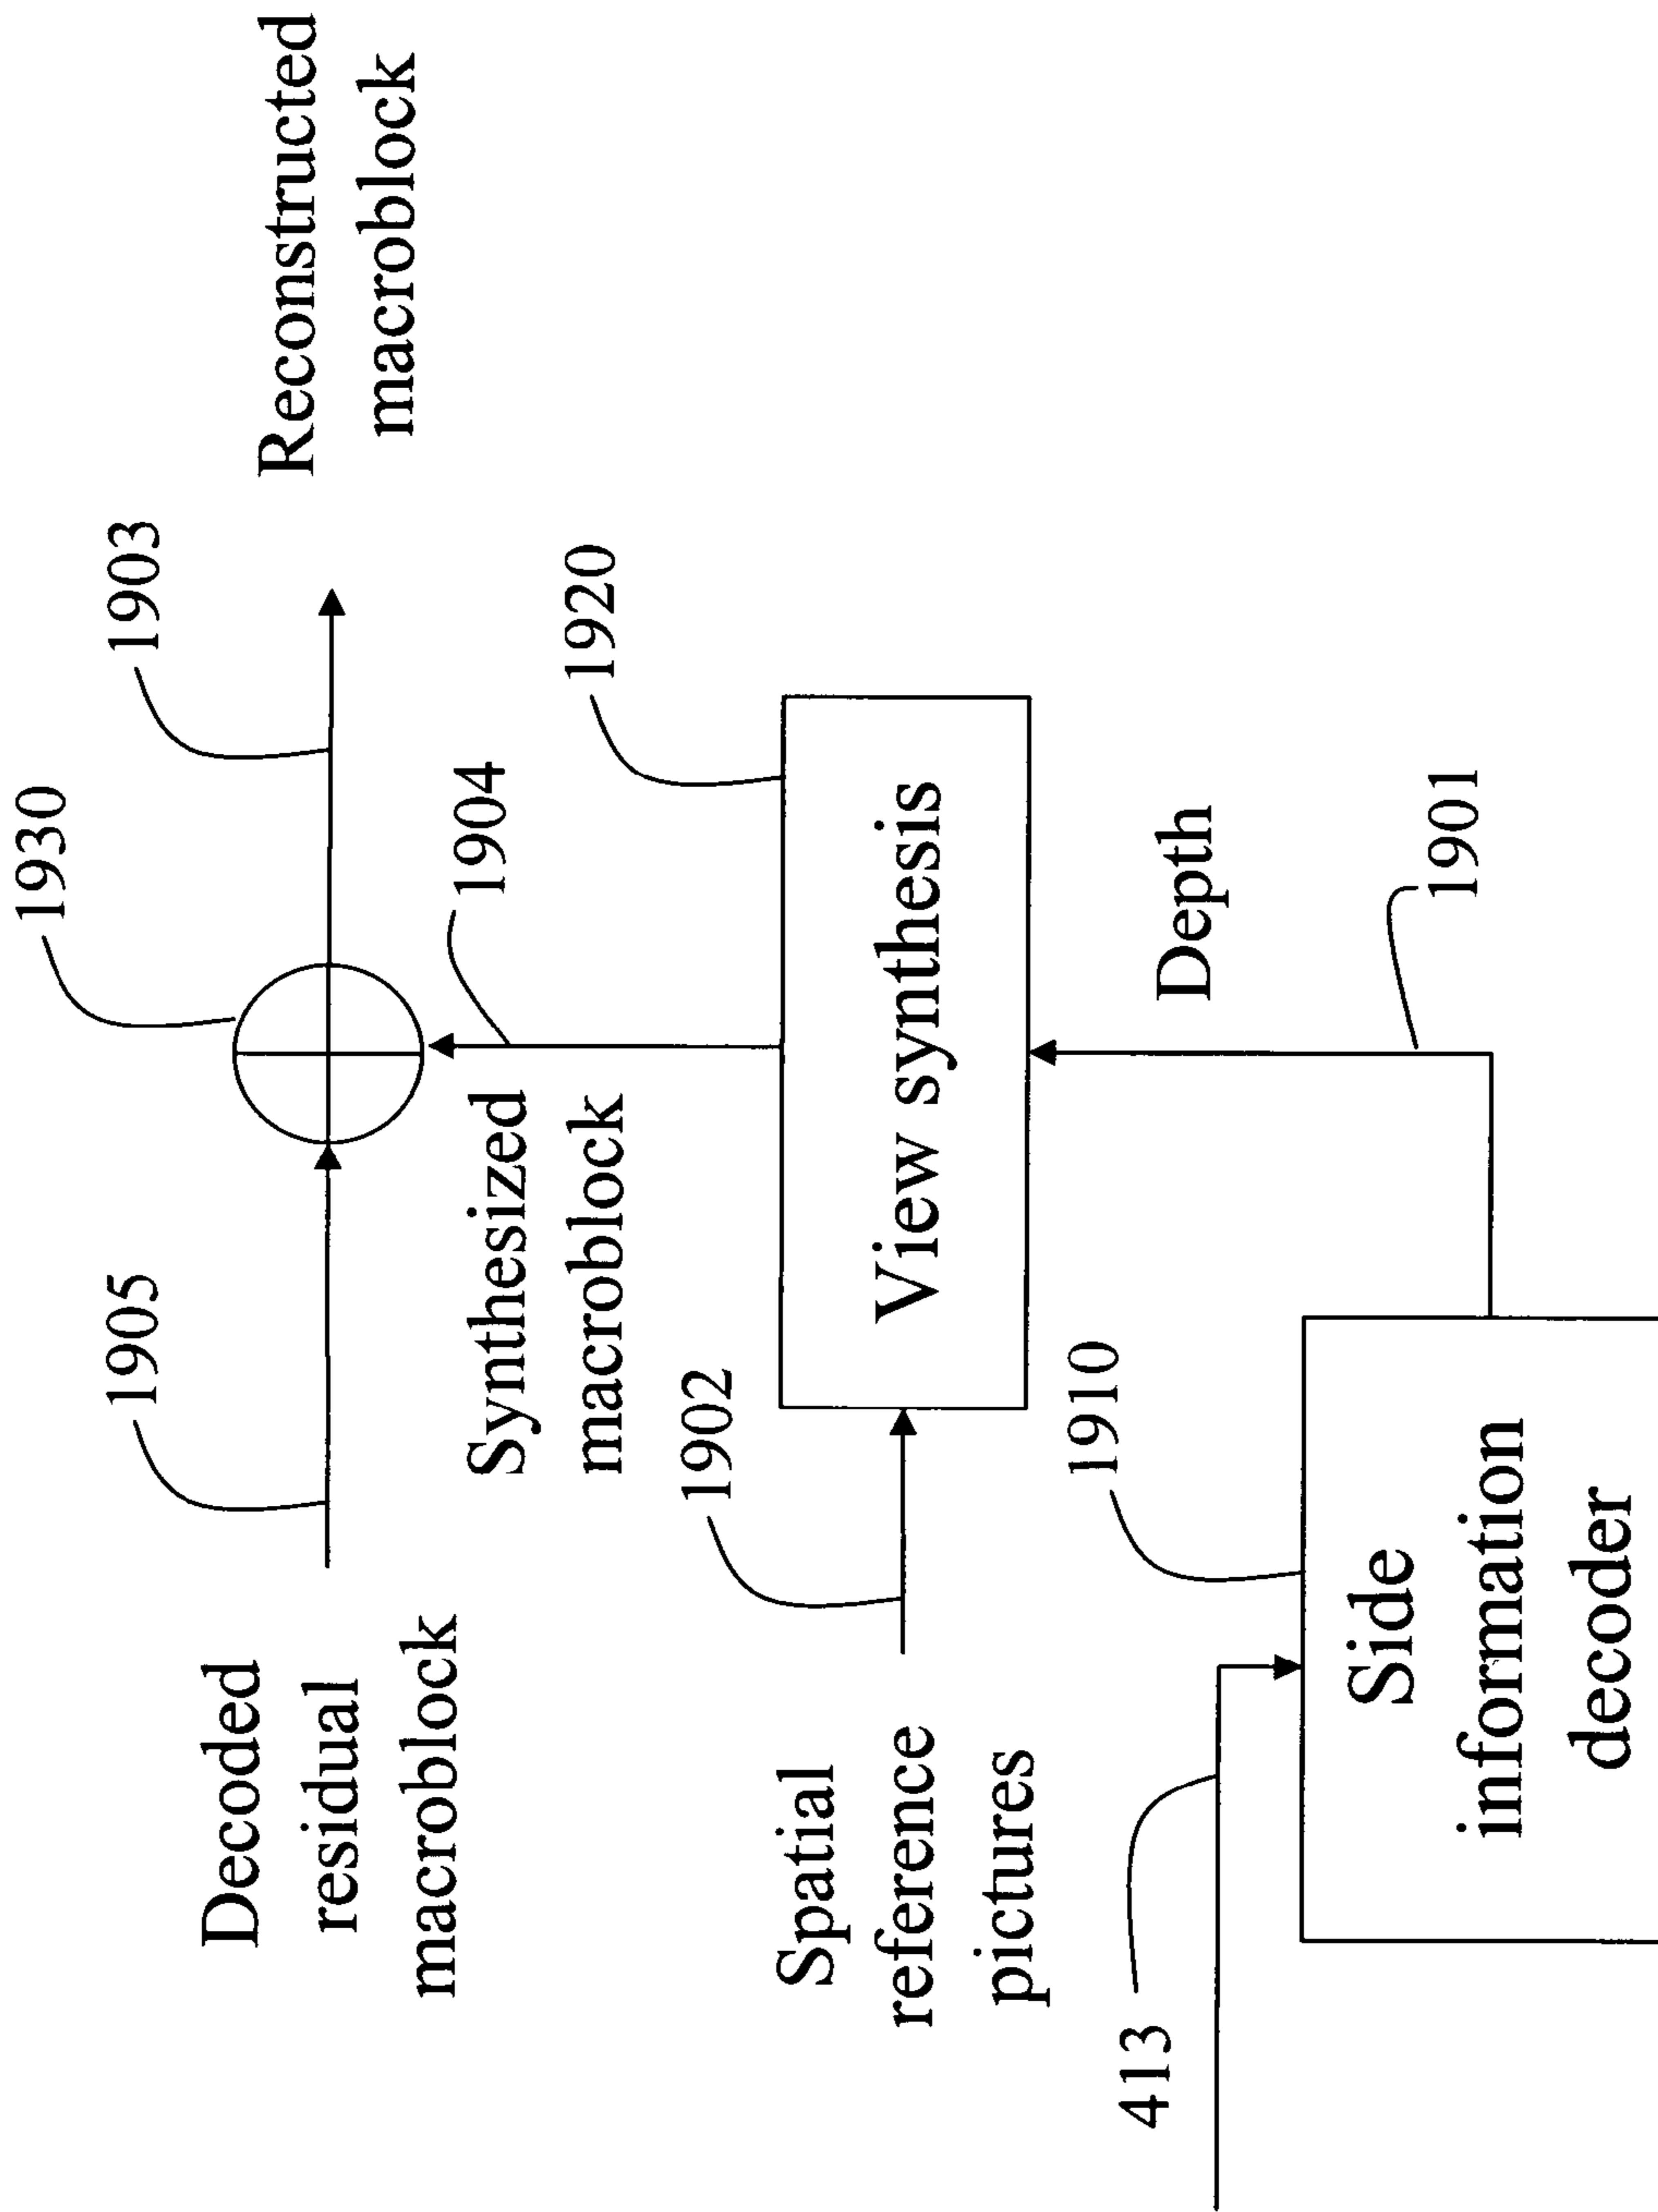 1930
1903
1905
Decoded
residual
macroblock
Reconstructed
macroblock
1904
Synthesized
macroblock
1920
1902
Spatial
reference
pictures
View synthesis
Depth
1901
413
1910
Side
information
decoder